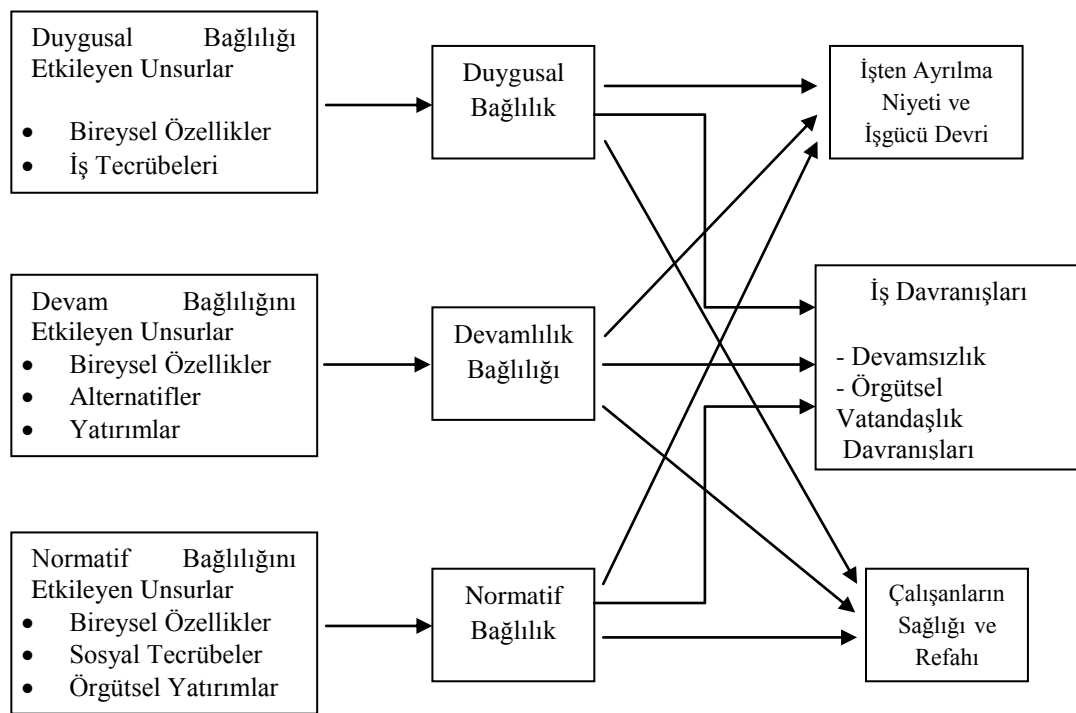 Duygusal Bağlılığı
Etkileyen Unsurlar
• Bireysel Özellikler
• İş Tecrübeleri
Duygusal
Bağlılık
İşten Ayrılma
Niyeti ve
İşgücü Devri
Devam Bağlılığını
Etkileyen Unsurlar
• Bireysel Özellikler
• Alternatifler
• Yatırımlar
Devamlılık
Bağlılığı
İş Davranışları
- Devamsızlık
- Örgütsel
Vatandaşlık
Davranışları
Normatif Bağlılığını
Etkileyen Unsurlar
• Bireysel Özellikler
• Sosyal Tecrübeler
• Örgütsel Yatırımlar
Normatif
Bağlılık
Çalışanların
Sağlığı ve
Refahı